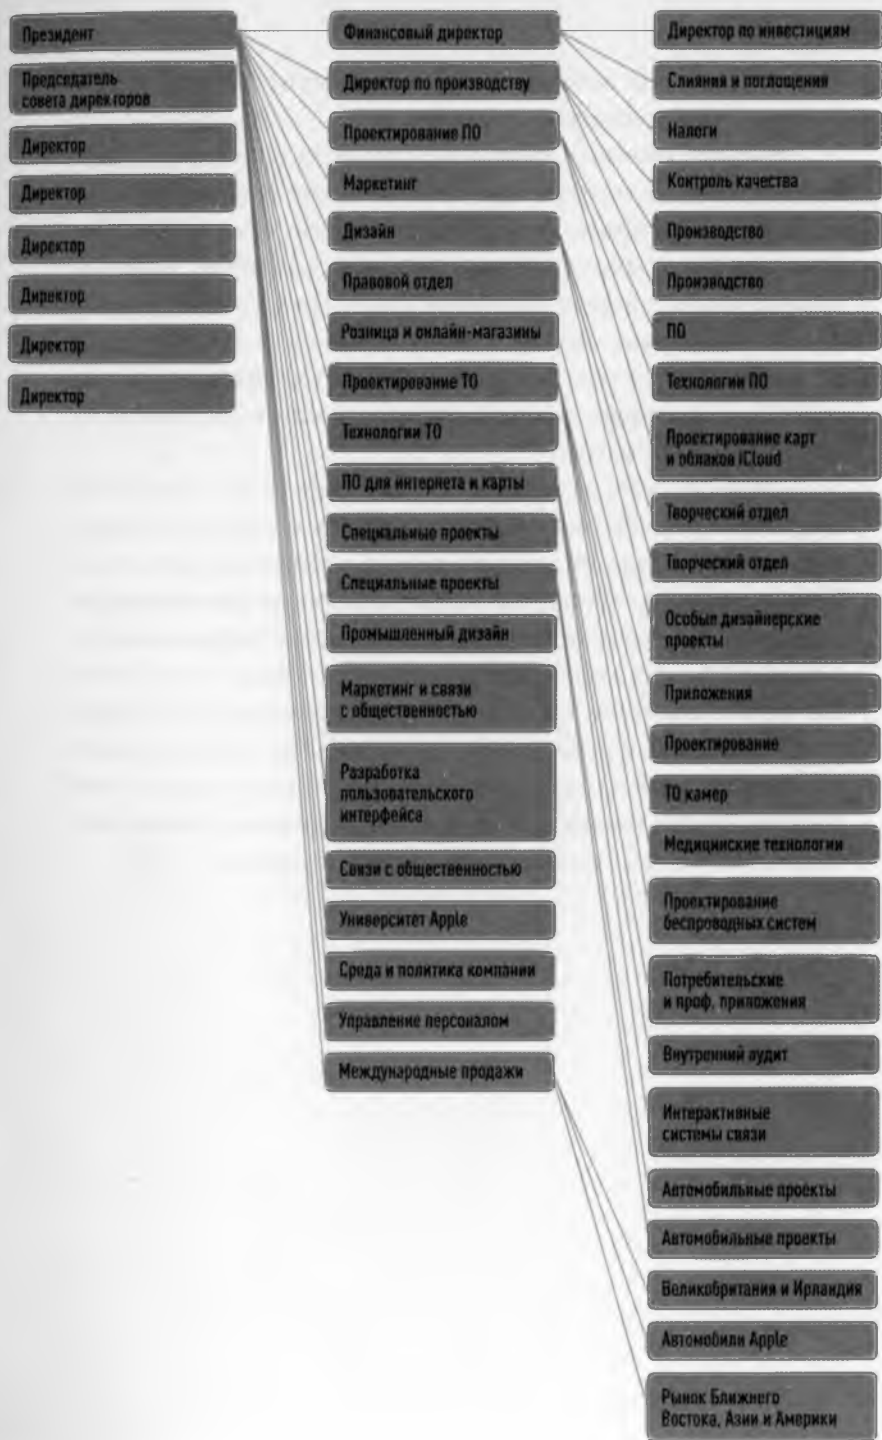 Президент
Председатель
совета директоров
Директор
Директор
Директор
Директор
Директор
Директор
Финансовый директор
Директор по производству
Проектирование ПО
Маркетинг
Дизайн
Правовой отдел
Розница и онлайн-магазины
Проектирование ТО
Технологии ТО
ПО для интернета и карты
Специальные проекты
Специальные проекты
Промышленный дизайн
Маркетинг и связи
с общественностью
Разработка
пользовательского
интерфейса
Связи с общественностью
Университет Apple
Среда и политика компании
Управление персоналом
Международные продажи
Директор по инвестициям
Слияния и поглощения
Налоги
Контроль качества
Производство
Производство
ПО
Технологии ПО
Проектирование карт
и облаков iCloud
Творческий отдел
Творческий отдел
Особые дизайнерские
проекты
Приложения
Проектирование
ТО камер
Медицинские технологии
Проектирование
беспроводных систем
Потребительские
и проф. приложения
Внутренний аудит
Интерактивные
системы связи
Автомобильные проекты
Автомобильные проекты
Великобритания и Ирландия
Автомобили Apple
Рынок Ближнего
Востока, Азии и Америки